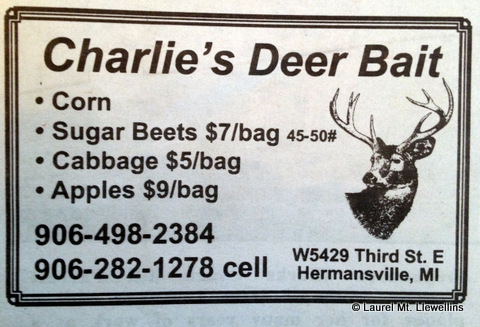 Charlie's Deer Bait
• Corn
• Sugar Beets $7/bag 45-50#
• Cabbage $5/bag
• Apples $9/bag
906-498-2384
906-282-1278 cell
W5429 Third St. E
Hermansville, MI
© Laurel Mt. Llewellins